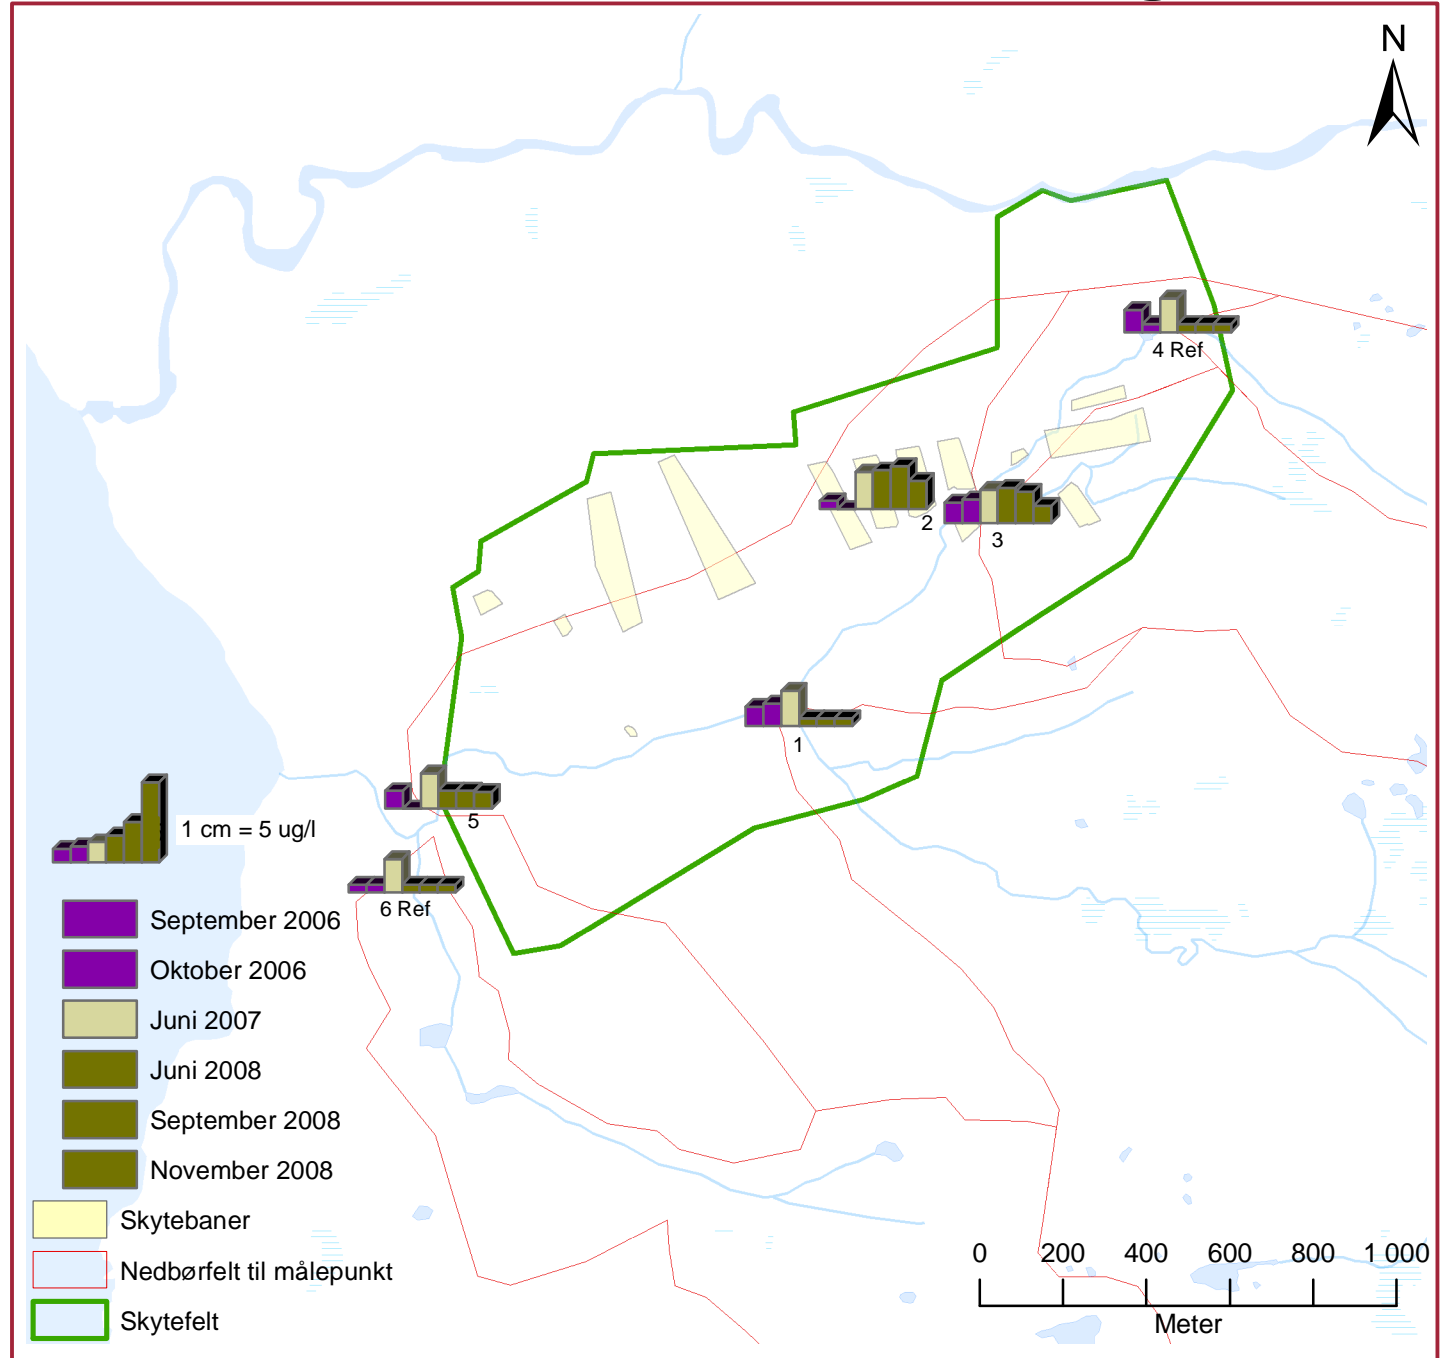 N
4 Ref
2
3
1
5
1 cm = 5 ug/l
6 Ref
September 2006
Oktober 2006
Juni 2007
Juni 2008
September 2008
November 2008
Skytebaner
Nedbørfelt til målepunkt
Skytefelt
0 200 400 600 800 1 000
Meter